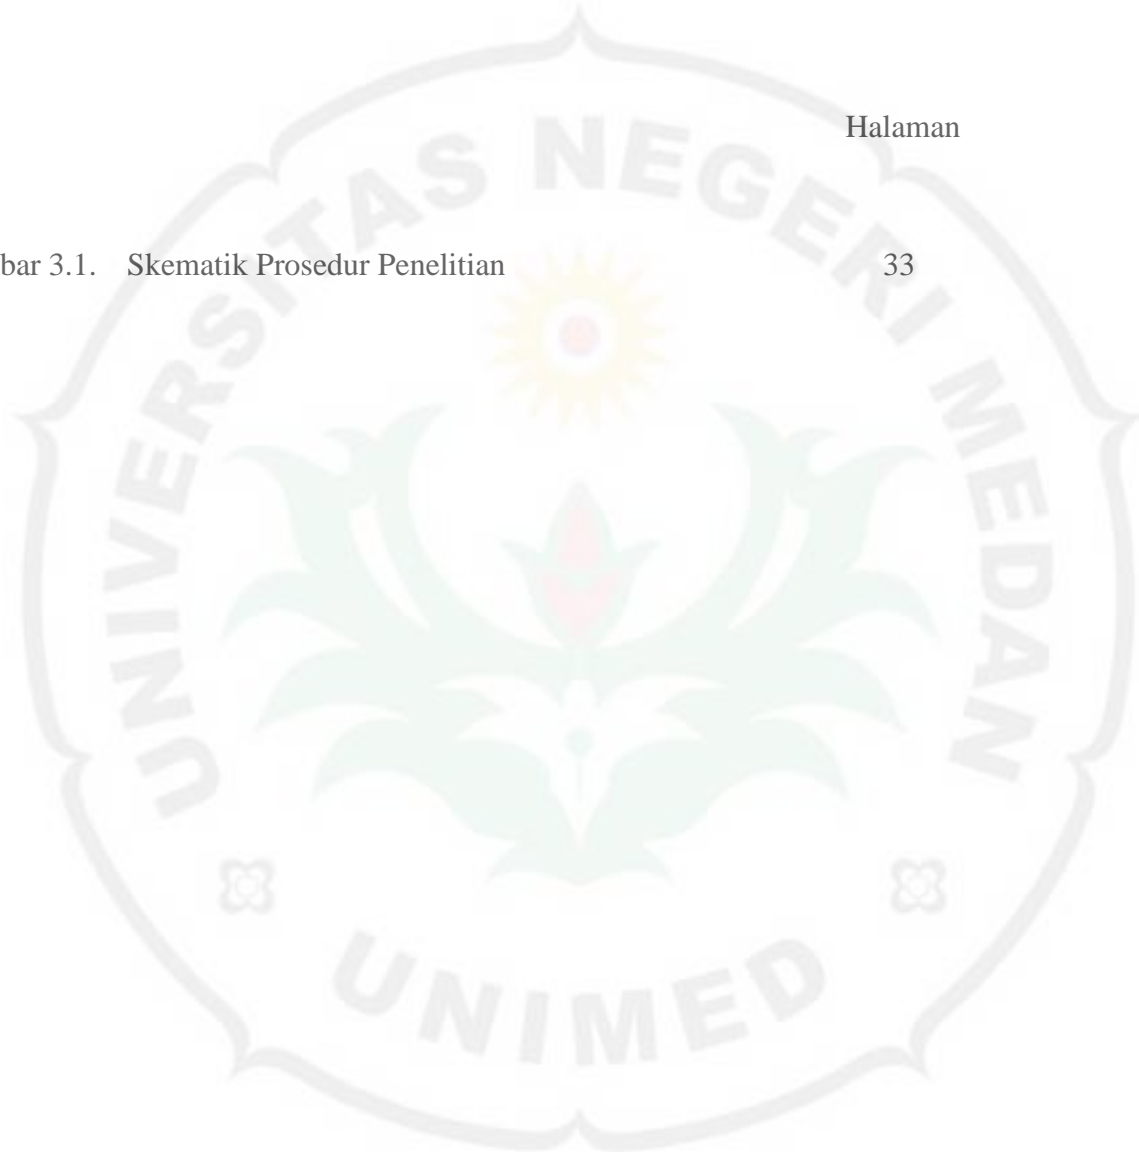 Halaman
bar 3.1. Skematik Prosedur Penelitian 33
UNIVERSITAS NEGERI MEDAN
UNIMED